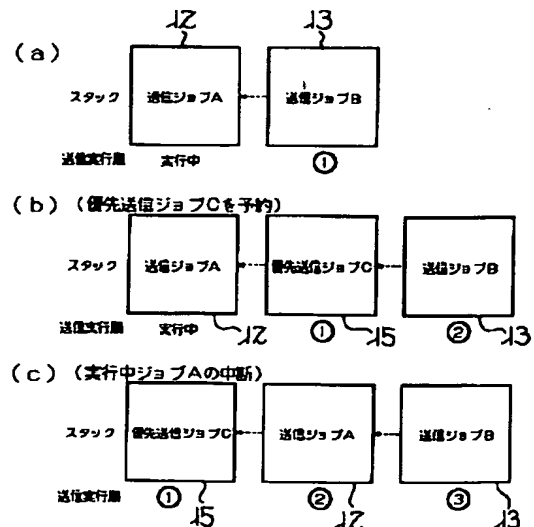 12 13
(a)
スタック 送信ジョブA 送信ジョブB
送信実行順 実行中 ①
(b) (優先送信ジョブCを予約)
スタック 送信ジョブA 優先送信ジョブC 送信ジョブB
送信実行順 実行中 12 ① 15 ② 13
(c) (実行中ジョブAの中断)
スタック 優先送信ジョブC 送信ジョブA 送信ジョブB
送信実行順 ① 15 ② 12 ③ 13